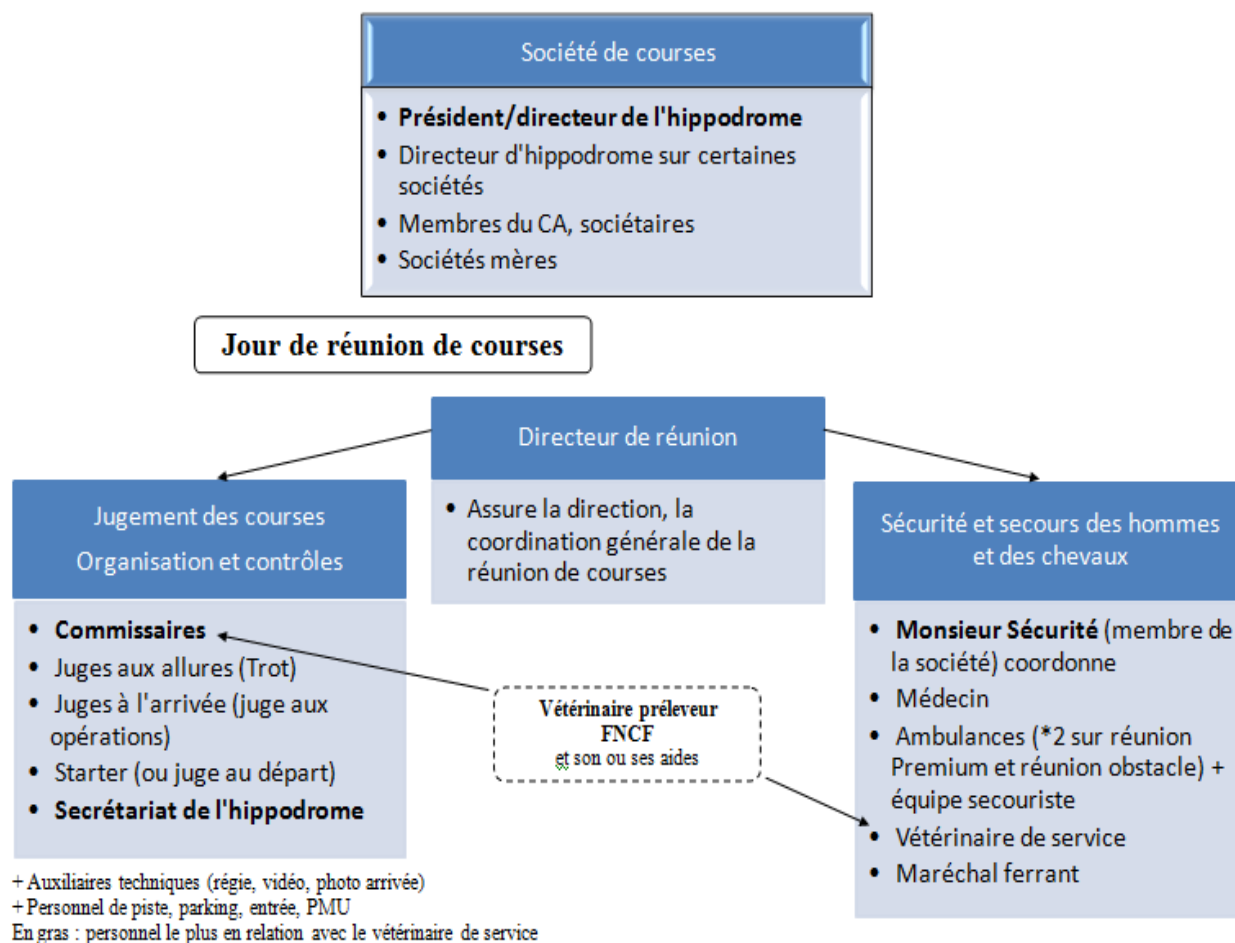 Société de courses
• Président/directeur de l'hippodrome
• Directeur d'hippodrome sur certaines
sociétés
• Membres du CA, sociétaires
• Sociétés mères
Jour de réunion de courses
Directeur de réunion
• Assure la direction, la
coordination générale de la
réunion de courses
Jugement des courses
Organisation et contrôles
• Commissaires
• Juges aux allures (Trot)
• Juges à l'arrivée (juge aux
opérations)
• Starter (ou juge au départ)
• Secrétariat de l'hippodrome
Vétérinaire préleveur
FNCF
et son ou ses aides
Sécurité et secours des hommes
et des chevaux
• Monsieur Sécurité (membre de
la société) coordonne
• Médecin
• Ambulances (*2 sur réunion
Premium et réunion obstacle) +
équipe secouriste
• Vétérinaire de service
• Maréchal ferrant
+ Auxiliaires techniques (régie, vidéo, photo arrivée)
+ Personnel de piste, parking, entrée, PMU
En gras : personnel le plus en relation avec le vétérinaire de service